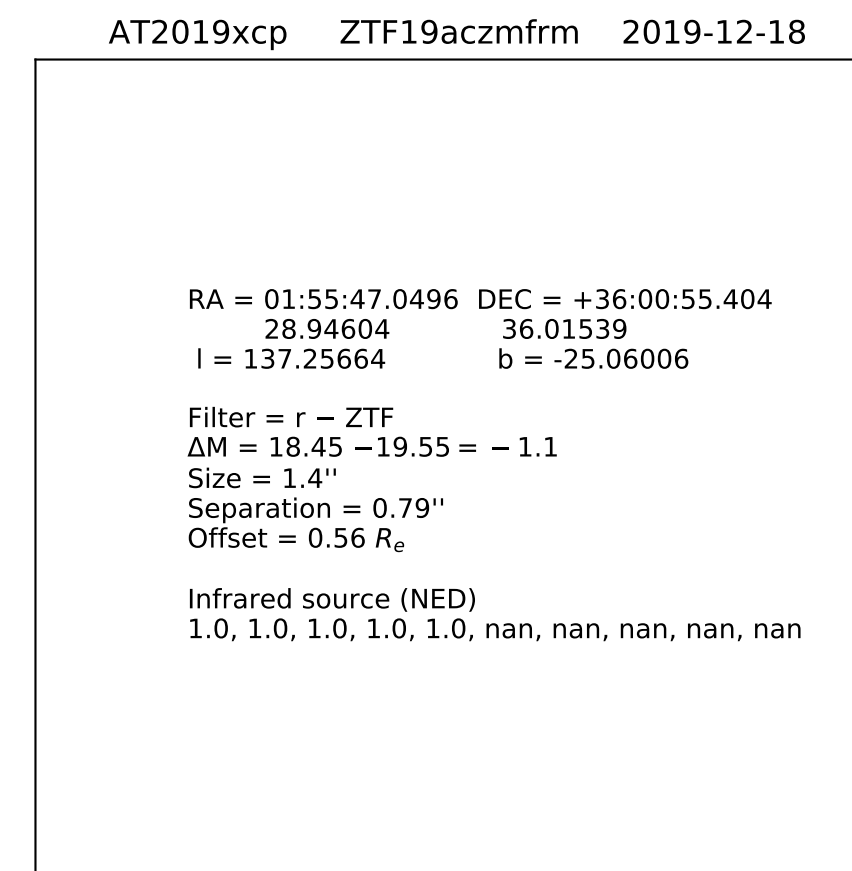 AT2019xcp ZTF19aczmfrm 2019-12-18
RA = 01:55:47.0496 DEC = +36:00:55.404
28.94604 36.01539
l = 137.25664 b = -25.06006
Filter = r − ZTF
ΔM = 18.45 −19.55 = − 1.1
Size = 1.4''
Separation = 0.79''
Offset = 0.56 Re
Infrared source (NED)
1.0, 1.0, 1.0, 1.0, 1.0, nan, nan, nan, nan, nan